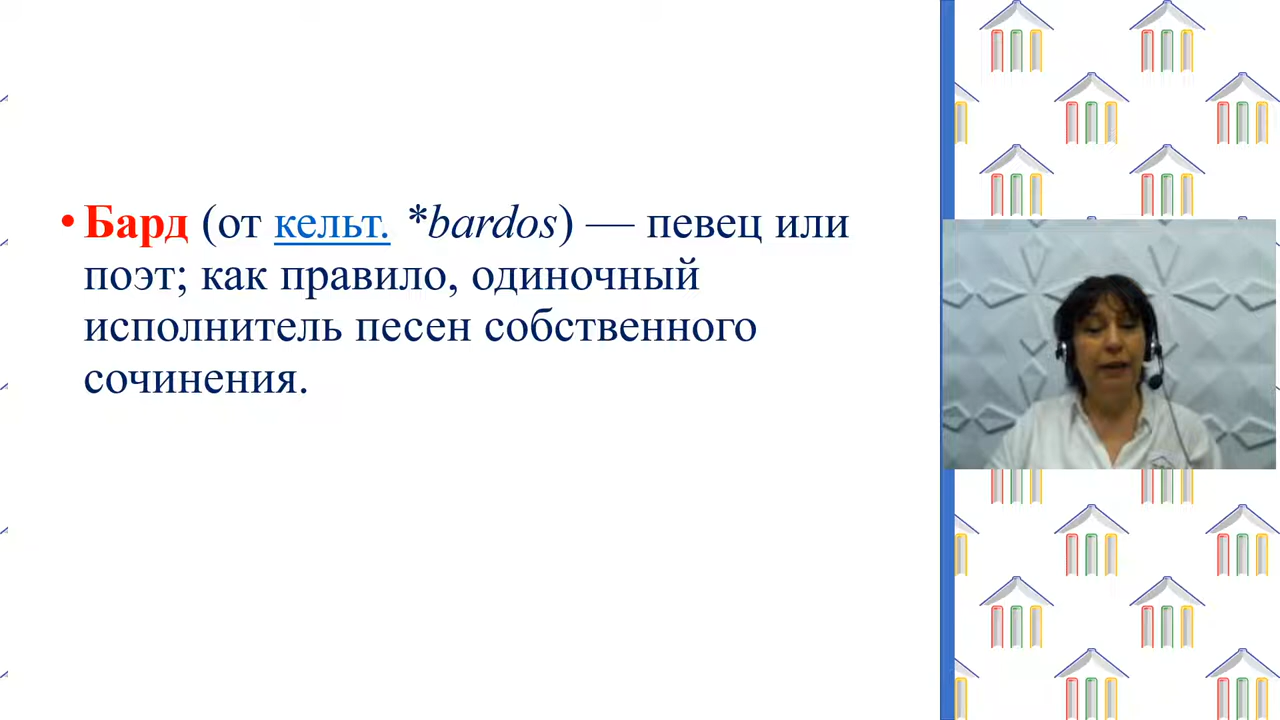 • Бард (от кельт. *bardos) — певец или
поэт; как правило, одиночный
исполнитель песен собственного
сочинения.